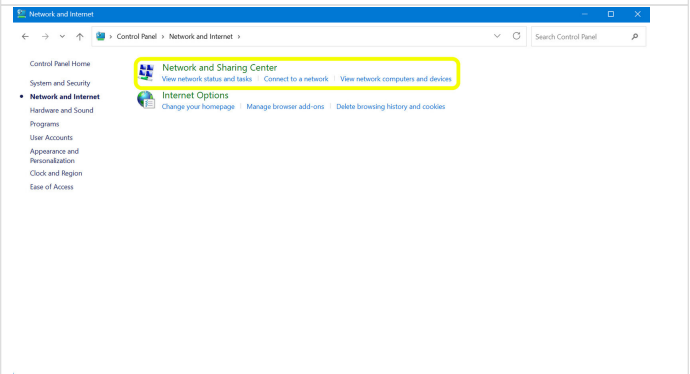 Network and Internet
Control Panel › Network and Internet ›
Search Control Panel
Control Panel Home
System and Security
Network and Internet
Hardware and Sound
Programs
User Accounts
Appearance and
Personalization
Clock and Region
Ease of Access
Network and Sharing Center
View network status and tasks | Connect to a network | View network computers and devices
Internet Options
Change your homepage | Manage browser add-ons | Delete browsing history and cookies